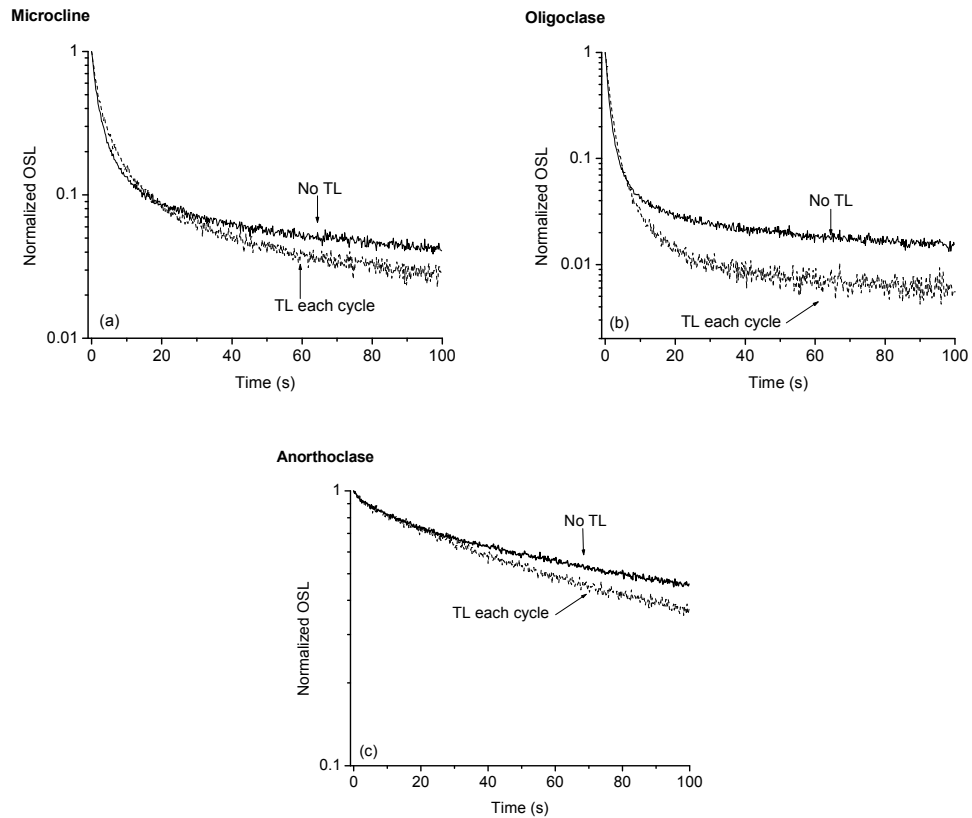 Microcline
1
0.1
0.01
Normalized OSL
No TL
TL each cycle
(a)
0 20 40 60 80 100
Time (s)
Oligoclase
1
0.1
0.01
Normalized OSL
No TL
TL each cycle
(b)
0 20 40 60 80 100
Time (s)
Anorthoclase
1
0.1
Normalized OSL
No TL
TL each cycle
(c)
0 20 40 60 80 100
Time (s)